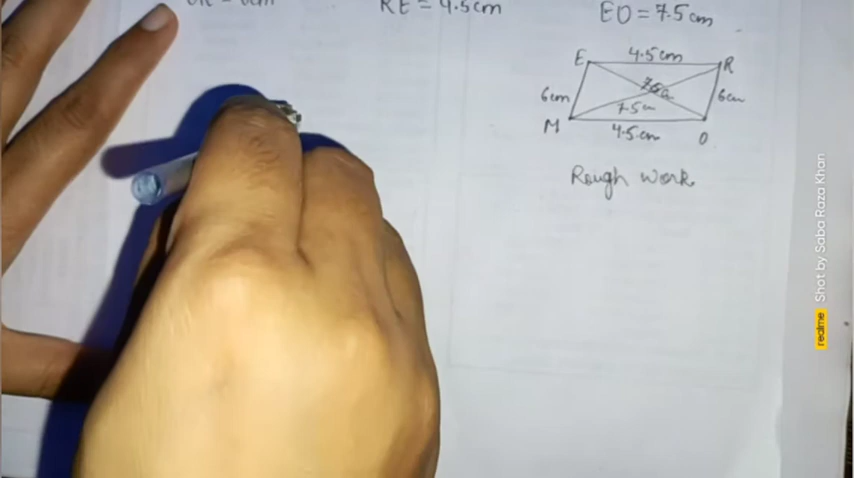 = 6cm RE = 4.5cm EO = 7.5cm
E 4.5cm R
6cm 6cm
7.5cm
M 4.5cm O
Rough Work
realme Shot by Saba Raza Khan